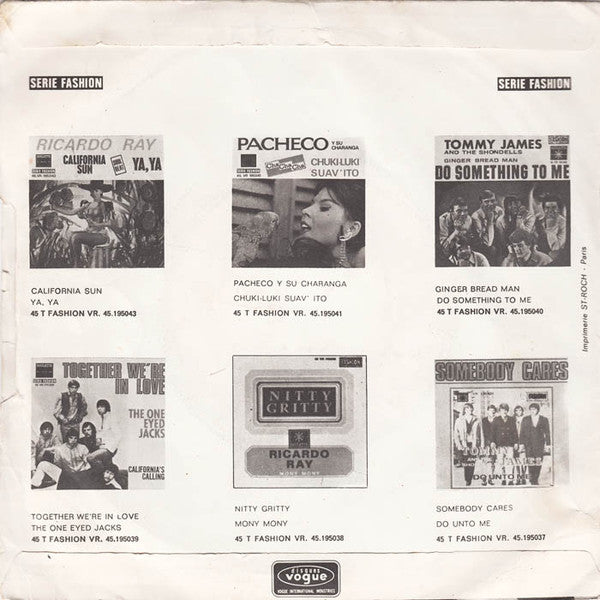 SERIE FASHION
SERIE FASHION
RICARDO RAY
CALIFORNIA
SUN
YA, YA
PACHECO Y SU
CHARANGA
CHUKI-LUKI
SUAV'ITO
TOMMY JAMES
AND THE SHONDELLS
GINGER BREAD MAN
DO SOMETHING TO ME
CALIFORNIA SUN
YA, YA
45 T FASHION VR. 45.195043
PACHECO Y SU CHARANGA
CHUKI-LUKI SUAV' ITO
45 T FASHION VR. 45.195041
GINGER BREAD MAN
DO SOMETHING TO ME
45 T FASHION VR. 45.195040
Imprimerie ST-ROCH - Paris
TOGETHER WE'RE
IN LOVE
THE ONE
EYED
JACKS
CALIFORNIA'S
CALLING
NITTY
GRITTY
RICARDO
RAY
MONY MONY
SOMEBODY CARES
TOMMY
DO UNTO ME
TOGETHER WE'RE IN LOVE
THE ONE EYED JACKS
45 T FASHION VR. 45.195039
NITTY GRITTY
MONY MONY
45 T FASHION VR. 45.195038
SOMEBODY CARES
DO UNTO ME
45 T FASHION VR. 45.195037
disques
vogue
VOGUE INTERNATIONAL INDUSTRIES